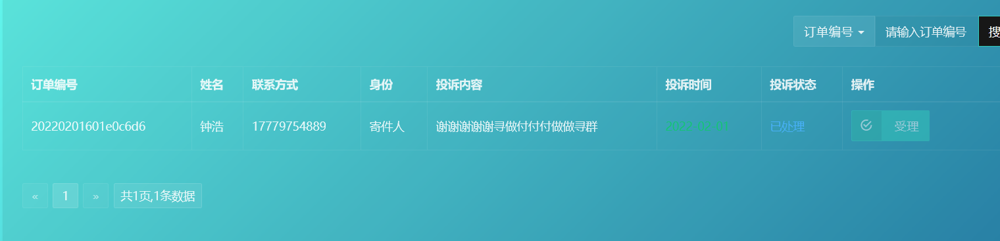 订单编号 请输入订单编号 搜
订单编号 姓名 联系方式 身份 投诉内容 投诉时间 投诉状态 操作
20220201601e0c6d6 钟浩 17779754889 寄件人 谢谢谢谢谢寻做付付付做做寻群 2022-02-01 已处理 受理
« 1 » 共1页,1条数据